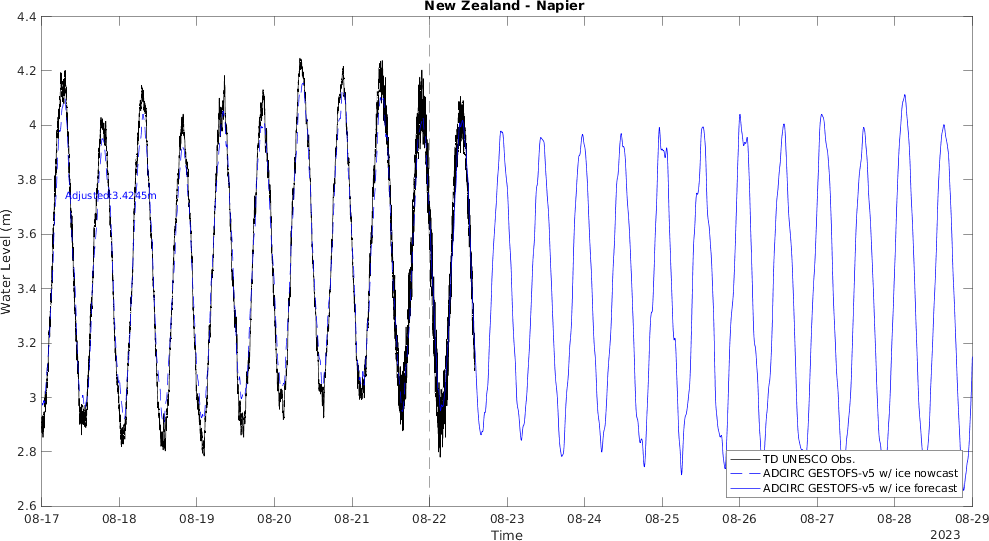 New Zealand - Napier
4.4
4.2
4
3.8
3.6
3.4
3.2
3
2.8
2.6
Water Level (m)
Adjusted:3.4245m
TD UNESCO Obs.
ADCIRC GESTOFS-v5 w/ ice nowcast
ADCIRC GESTOFS-v5 w/ ice forecast
08-17 08-18 08-19 08-20 08-21 08-22 08-23 08-24 08-25 08-26 08-27 08-28 08-29
Time
2023